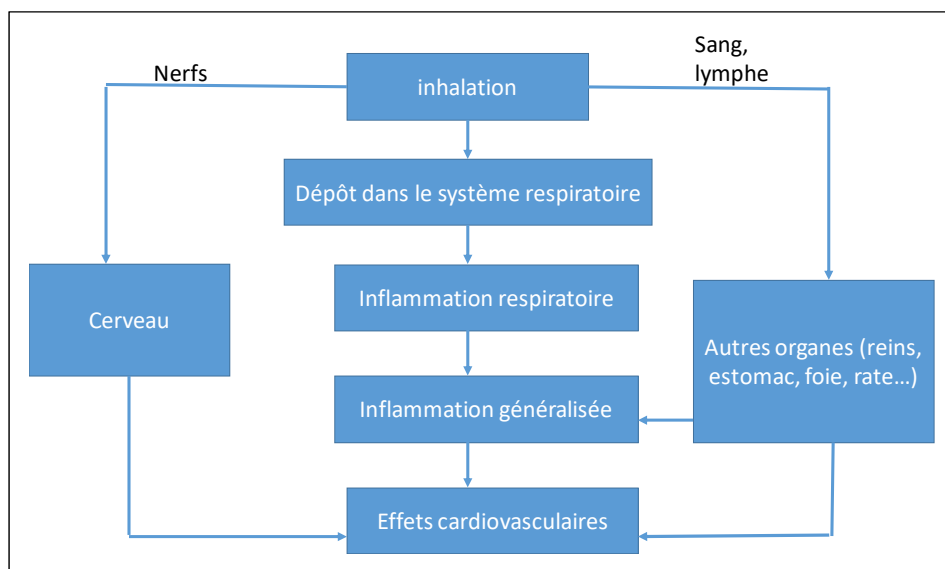 Nerfs
inhalation
Sang,
lymphe
Dépôt dans le système respiratoire
Inflammation respiratoire
Cerveau
Autres organes (reins,
estomac, foie, rate...)
Inflammation généralisée
Effets cardiovasculaires